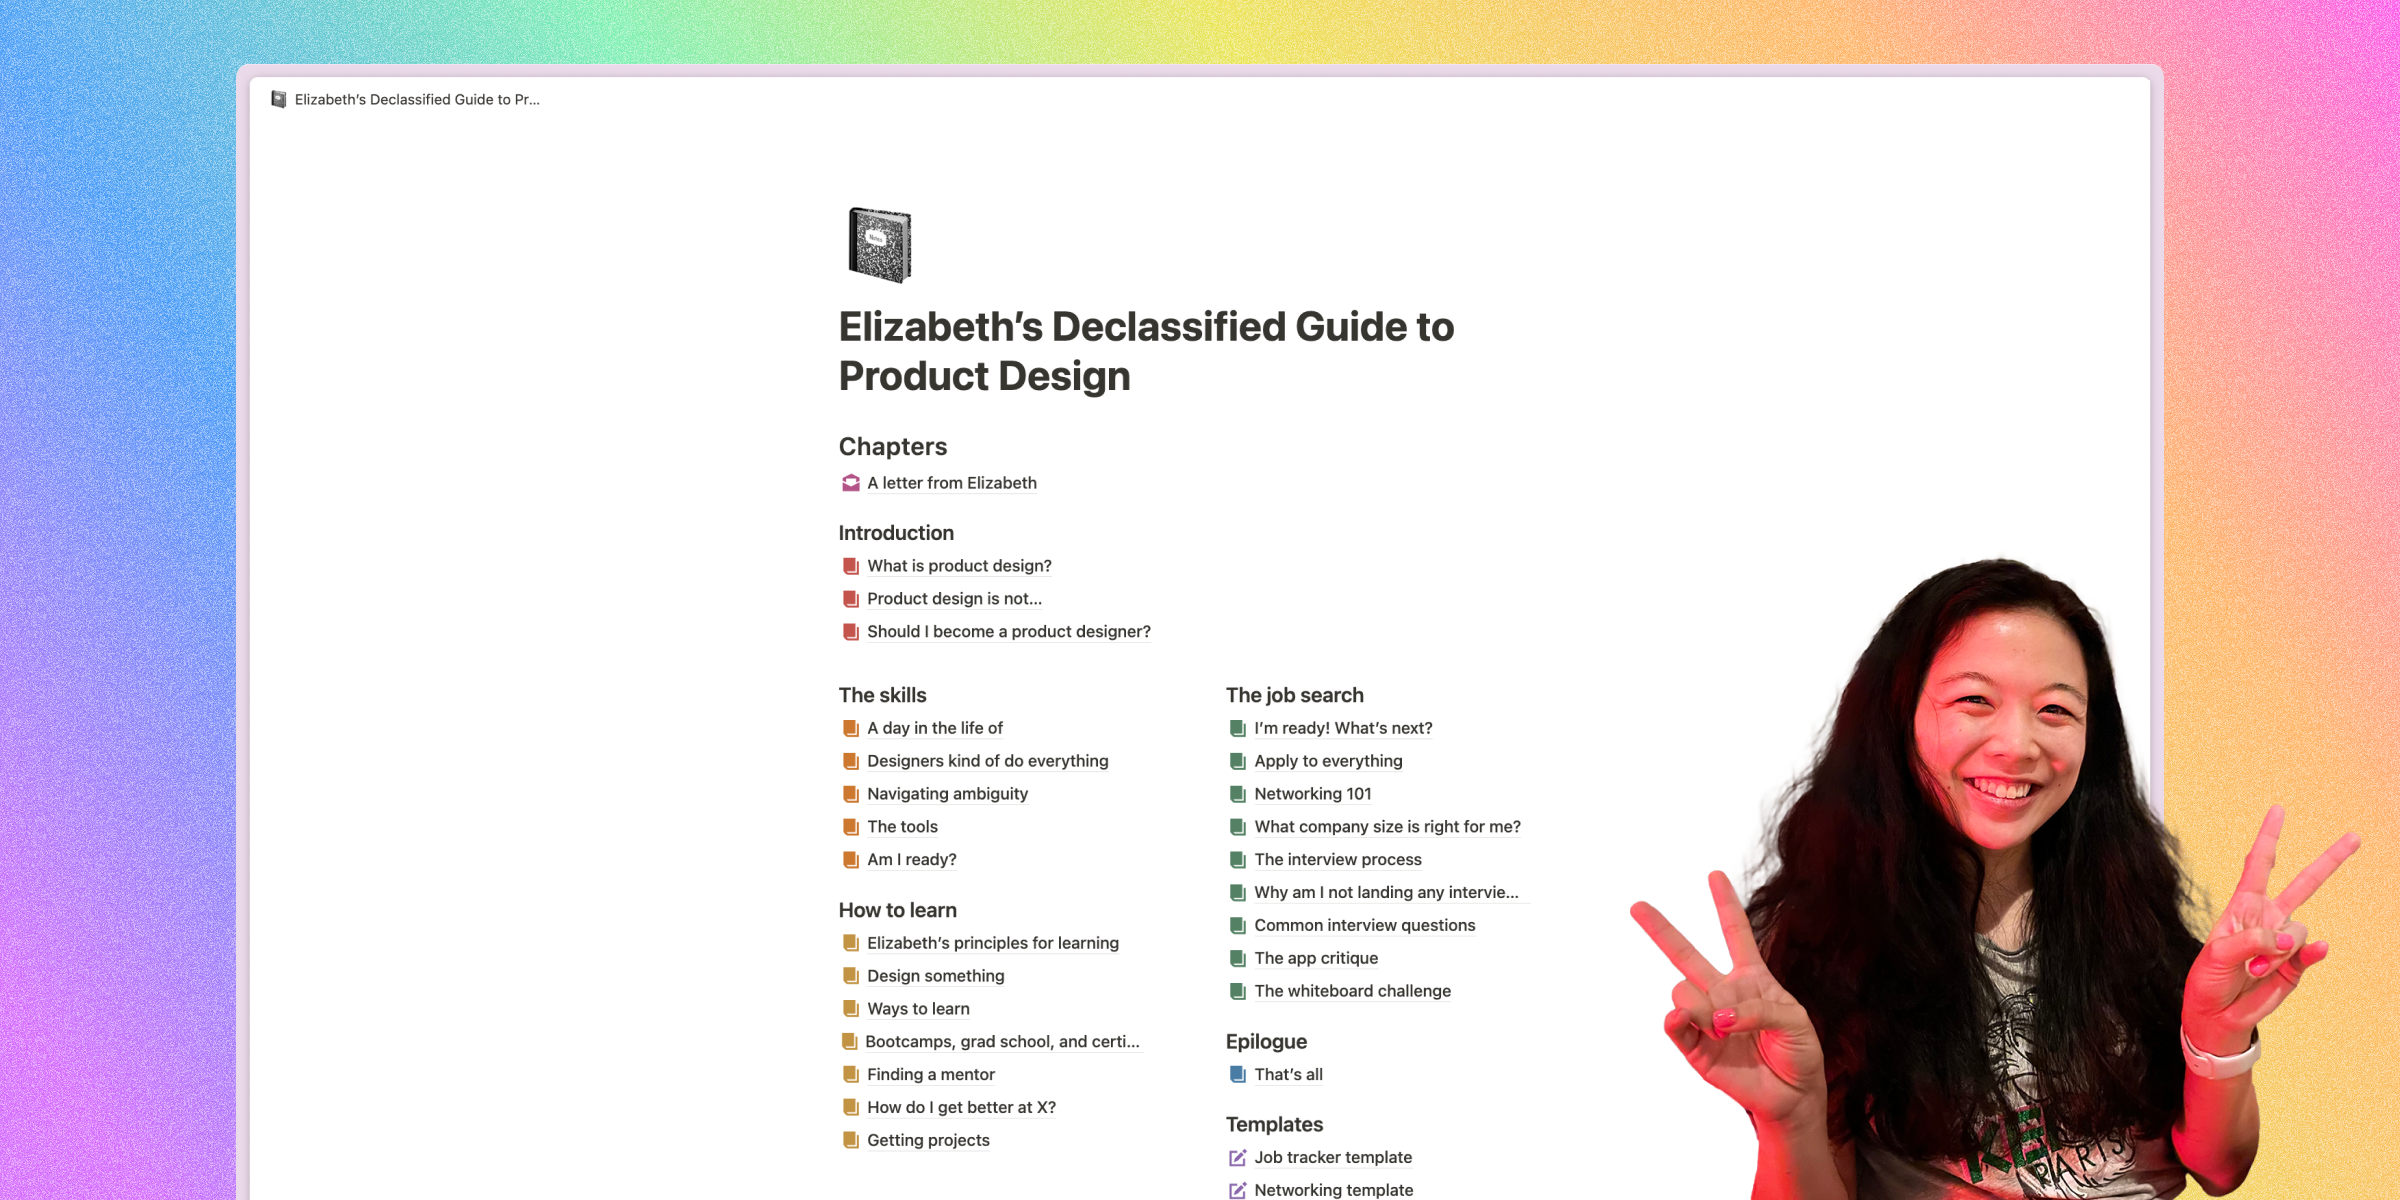 Elizabeth’s Declassified Guide to Pr...
Notes
Elizabeth’s Declassified Guide to
Product Design
Chapters
A letter from Elizabeth
Introduction
What is product design?
Product design is not...
Should I become a product designer?
The skills
A day in the life of
Designers kind of do everything
Navigating ambiguity
The tools
Am I ready?
How to learn
Elizabeth’s principles for learning
Design something
Ways to learn
Bootcamps, grad school, and certi...
Finding a mentor
How do I get better at X?
Getting projects
The job search
I’m ready! What’s next?
Apply to everything
Networking 101
What company size is right for me?
The interview process
Why am I not landing any intervie...
Common interview questions
The app critique
The whiteboard challenge
Epilogue
That’s all
Templates
Job tracker template
Networking template